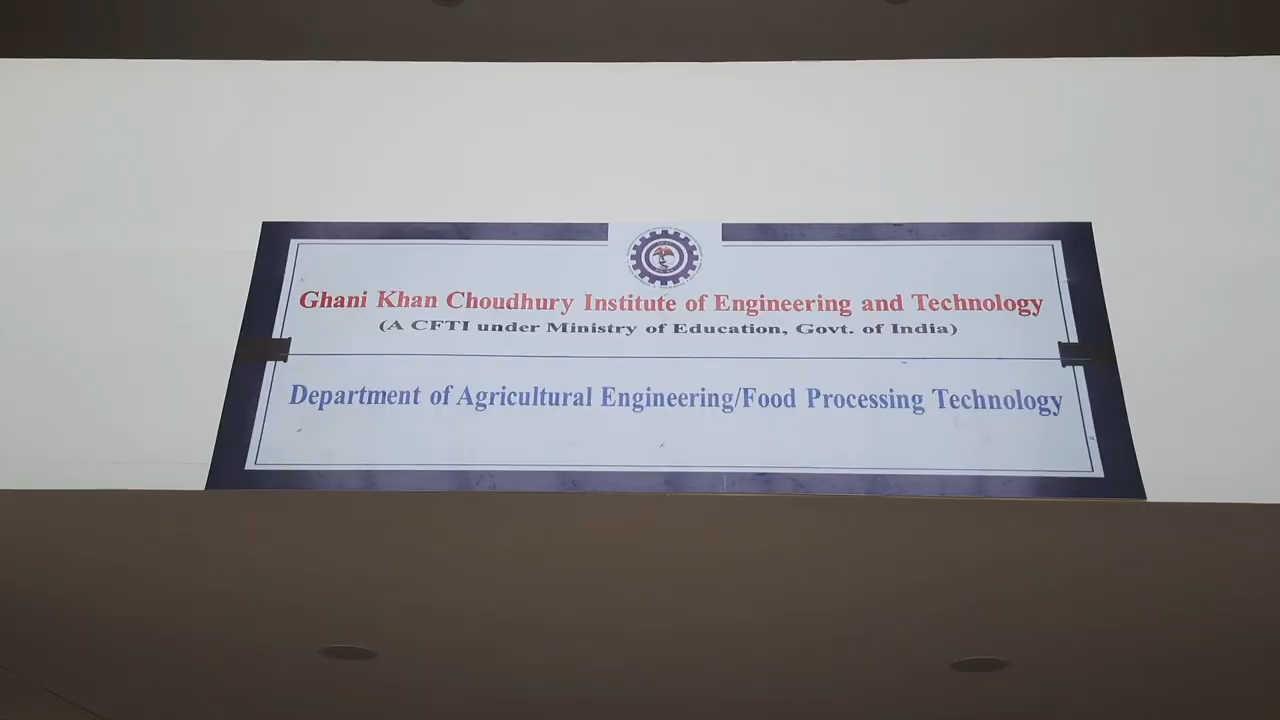 Ghani Khan Choudhury Institute of Engineering and Technology
(A CFTI under Ministry of Education, Govt. of India)
Department of Agricultural Engineering/Food Processing Technology